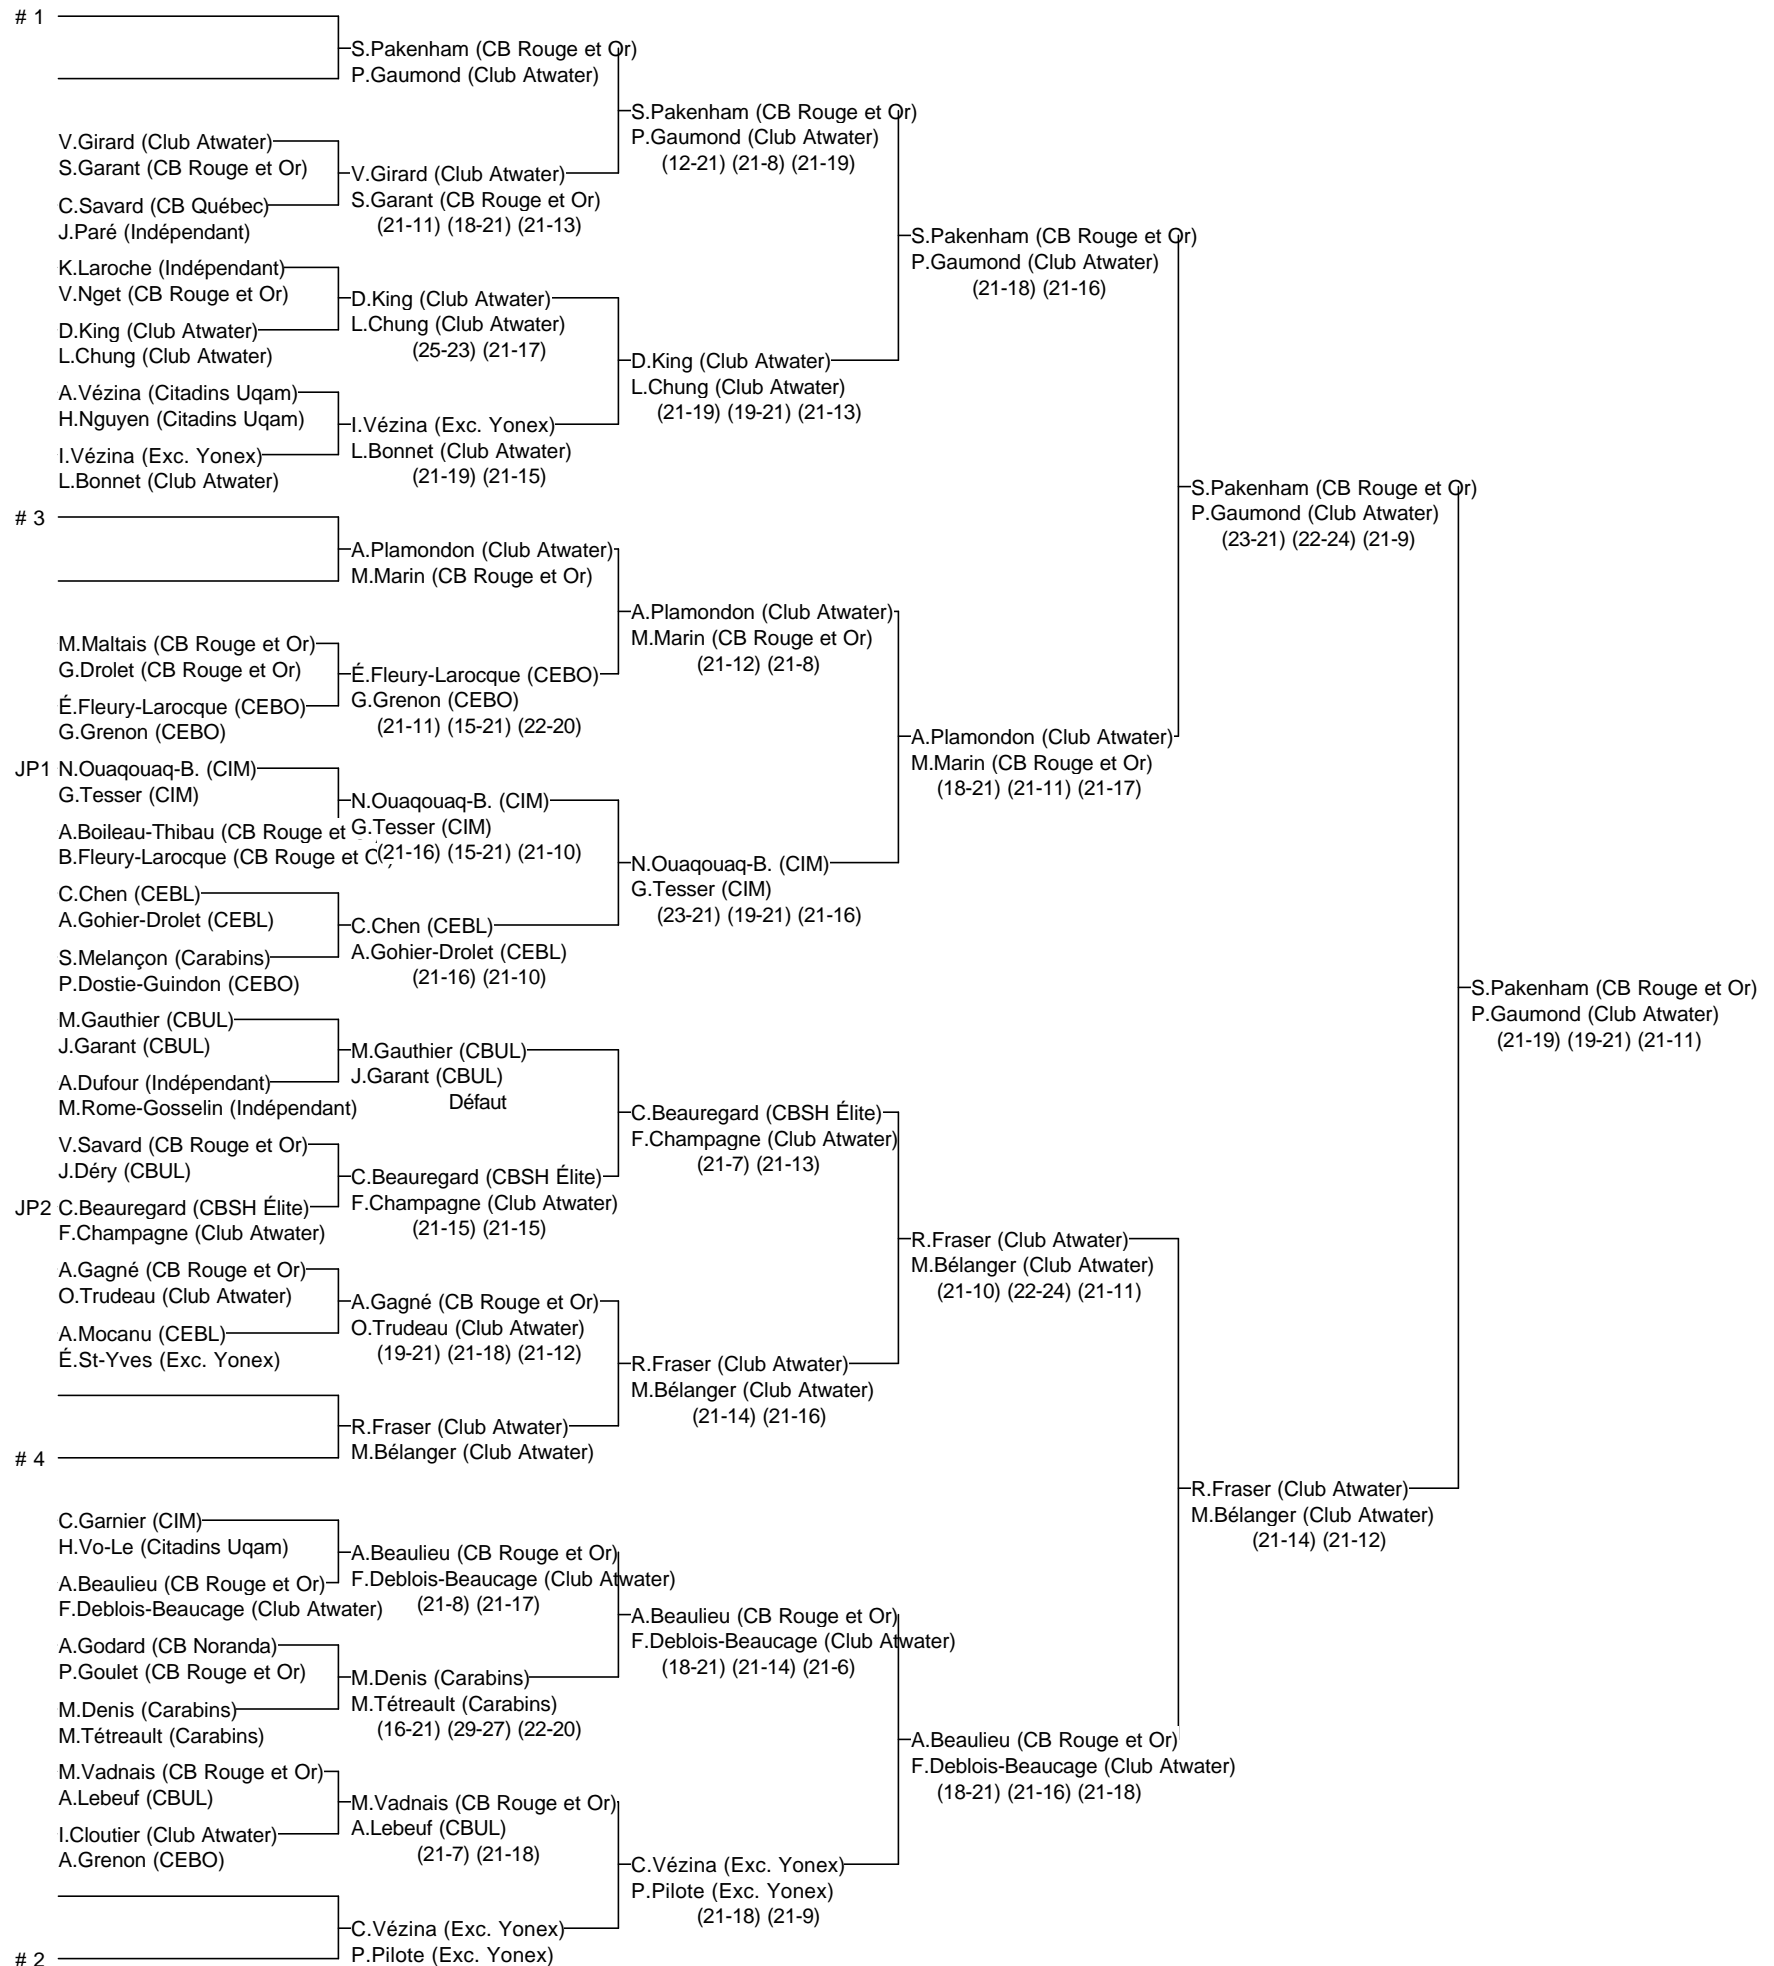 # 1
S.Pakenham (CB Rouge et Or)
P.Gaumond (Club Atwater)
S.Pakenham (CB Rouge et Or)
P.Gaumond (Club Atwater)
(12-21) (21-8) (21-19)
V.Girard (Club Atwater)
S.Garant (CB Rouge et Or)
V.Girard (Club Atwater)
S.Garant (CB Rouge et Or)
(21-11) (18-21) (21-13)
C.Savard (CB Québec)
J.Paré (Indépendant)
S.Pakenham (CB Rouge et Or)
P.Gaumond (Club Atwater)
(21-18) (21-16)
K.Laroche (Indépendant)
V.Nget (CB Rouge et Or)
D.King (Club Atwater)
L.Chung (Club Atwater)
(25-23) (21-17)
D.King (Club Atwater)
L.Chung (Club Atwater)
D.King (Club Atwater)
L.Chung (Club Atwater)
(21-19) (19-21) (21-13)
A.Vézina (Citadins Uqam)
H.Nguyen (Citadins Uqam)
I.Vézina (Exc. Yonex)
L.Bonnet (Club Atwater)
(21-19) (21-15)
I.Vézina (Exc. Yonex)
L.Bonnet (Club Atwater)
S.Pakenham (CB Rouge et Or)
P.Gaumond (Club Atwater)
(23-21) (22-24) (21-9)
# 3
A.Plamondon (Club Atwater)
M.Marin (CB Rouge et Or)
A.Plamondon (Club Atwater)
M.Marin (CB Rouge et Or)
(21-12) (21-8)
M.Maltais (CB Rouge et Or)
G.Drolet (CB Rouge et Or)
É.Fleury-Larocque (CEBO)
G.Grenon (CEBO)
(21-11) (15-21) (22-20)
É.Fleury-Larocque (CEBO)
G.Grenon (CEBO)
A.Plamondon (Club Atwater)
M.Marin (CB Rouge et Or)
(18-21) (21-11) (21-17)
JP1 N.Ouaqouaq-B. (CIM)
G.Tesser (CIM)
N.Ouaqouaq-B. (CIM)
G.Tesser (CIM)
(21-16) (15-21) (21-10)
A.Boileau-Thibau (CB Rouge et
B.Fleury-Larocque (CB Rouge et
N.Ouaqouaq-B. (CIM)
G.Tesser (CIM)
(23-21) (19-21) (21-16)
C.Chen (CEBL)
A.Gohier-Drolet (CEBL)
C.Chen (CEBL)
A.Gohier-Drolet (CEBL)
(21-16) (21-10)
S.Melançon (Carabins)
P.Dostie-Guindon (CEBO)
S.Pakenham (CB Rouge et Or)
P.Gaumond (Club Atwater)
(21-19) (19-21) (21-11)
M.Gauthier (CBUL)
J.Garant (CBUL)
M.Gauthier (CBUL)
J.Garant (CBUL)
Défaut
A.Dufour (Indépendant)
M.Rome-Gosselin (Indépendant)
C.Beauregard (CBSH Élite)
F.Champagne (Club Atwater)
(21-7) (21-13)
V.Savard (CB Rouge et Or)
J.Déry (CBUL)
C.Beauregard (CBSH Élite)
F.Champagne (Club Atwater)
(21-15) (21-15)
JP2 C.Beauregard (CBSH Élite)
F.Champagne (Club Atwater)
R.Fraser (Club Atwater)
M.Bélanger (Club Atwater)
(21-10) (22-24) (21-11)
A.Gagné (CB Rouge et Or)
O.Trudeau (Club Atwater)
A.Gagné (CB Rouge et Or)
O.Trudeau (Club Atwater)
(19-21) (21-18) (21-12)
A.Mocanu (CEBL)
É.St-Yves (Exc. Yonex)
R.Fraser (Club Atwater)
M.Bélanger (Club Atwater)
(21-14) (21-16)
R.Fraser (Club Atwater)
M.Bélanger (Club Atwater)
# 4
R.Fraser (Club Atwater)
M.Bélanger (Club Atwater)
(21-14) (21-12)
C.Garnier (CIM)
H.Vo-Le (Citadins Uqam)
A.Beaulieu (CB Rouge et Or)
F.Deblois-Beaucage (Club Atwater)
(21-8) (21-17)
A.Beaulieu (CB Rouge et Or)
F.Deblois-Beaucage (Club Atwater)
A.Beaulieu (CB Rouge et Or)
F.Deblois-Beaucage (Club Atwater)
(18-21) (21-14) (21-6)
A.Godard (CB Noranda)
P.Goulet (CB Rouge et Or)
M.Denis (Carabins)
M.Tétreault (Carabins)
(16-21) (29-27) (22-20)
M.Denis (Carabins)
M.Tétreault (Carabins)
A.Beaulieu (CB Rouge et Or)
F.Deblois-Beaucage (Club Atwater)
(18-21) (21-16) (21-18)
M.Vadnais (CB Rouge et Or)
A.Lebeuf (CBUL)
M.Vadnais (CB Rouge et Or)
A.Lebeuf (CBUL)
(21-7) (21-18)
I.Cloutier (Club Atwater)
A.Grenon (CEBO)
C.Vézina (Exc. Yonex)
P.Pilote (Exc. Yonex)
(21-18) (21-9)
C.Vézina (Exc. Yonex)
P.Pilote (Exc. Yonex)
# 2